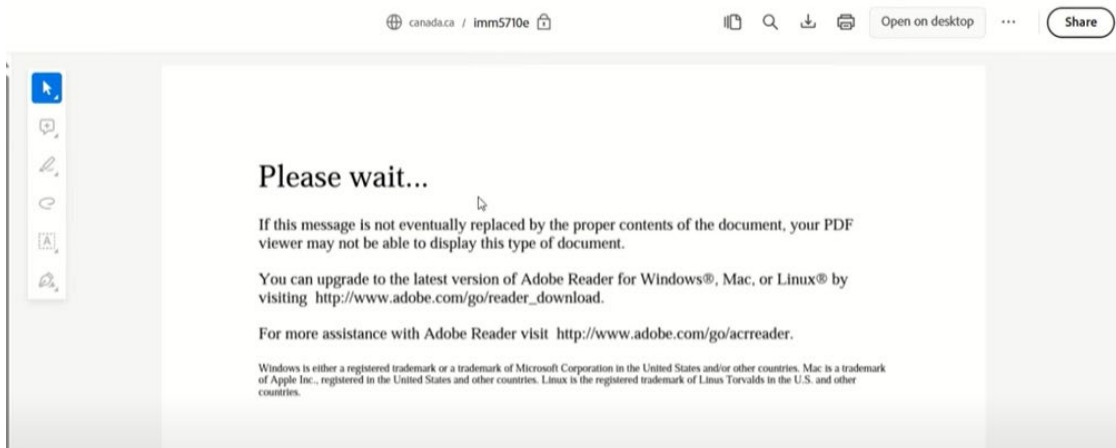 canada.ca / imm5710e
Open on desktop
Share
Please wait...
If this message is not eventually replaced by the proper contents of the document, your PDF
viewer may not be able to display this type of document.
You can upgrade to the latest version of Adobe Reader for Windows®, Mac, or Linux® by
visiting http://www.adobe.com/go/reader_download.
For more assistance with Adobe Reader visit http://www.adobe.com/go/acrreader.
Windows is either a registered trademark or a trademark of Microsoft Corporation in the United States and/or other countries. Mac is a trademark
of Apple Inc., registered in the United States and other countries. Linux is the registered trademark of Linus Torvalds in the U.S. and other
countries.